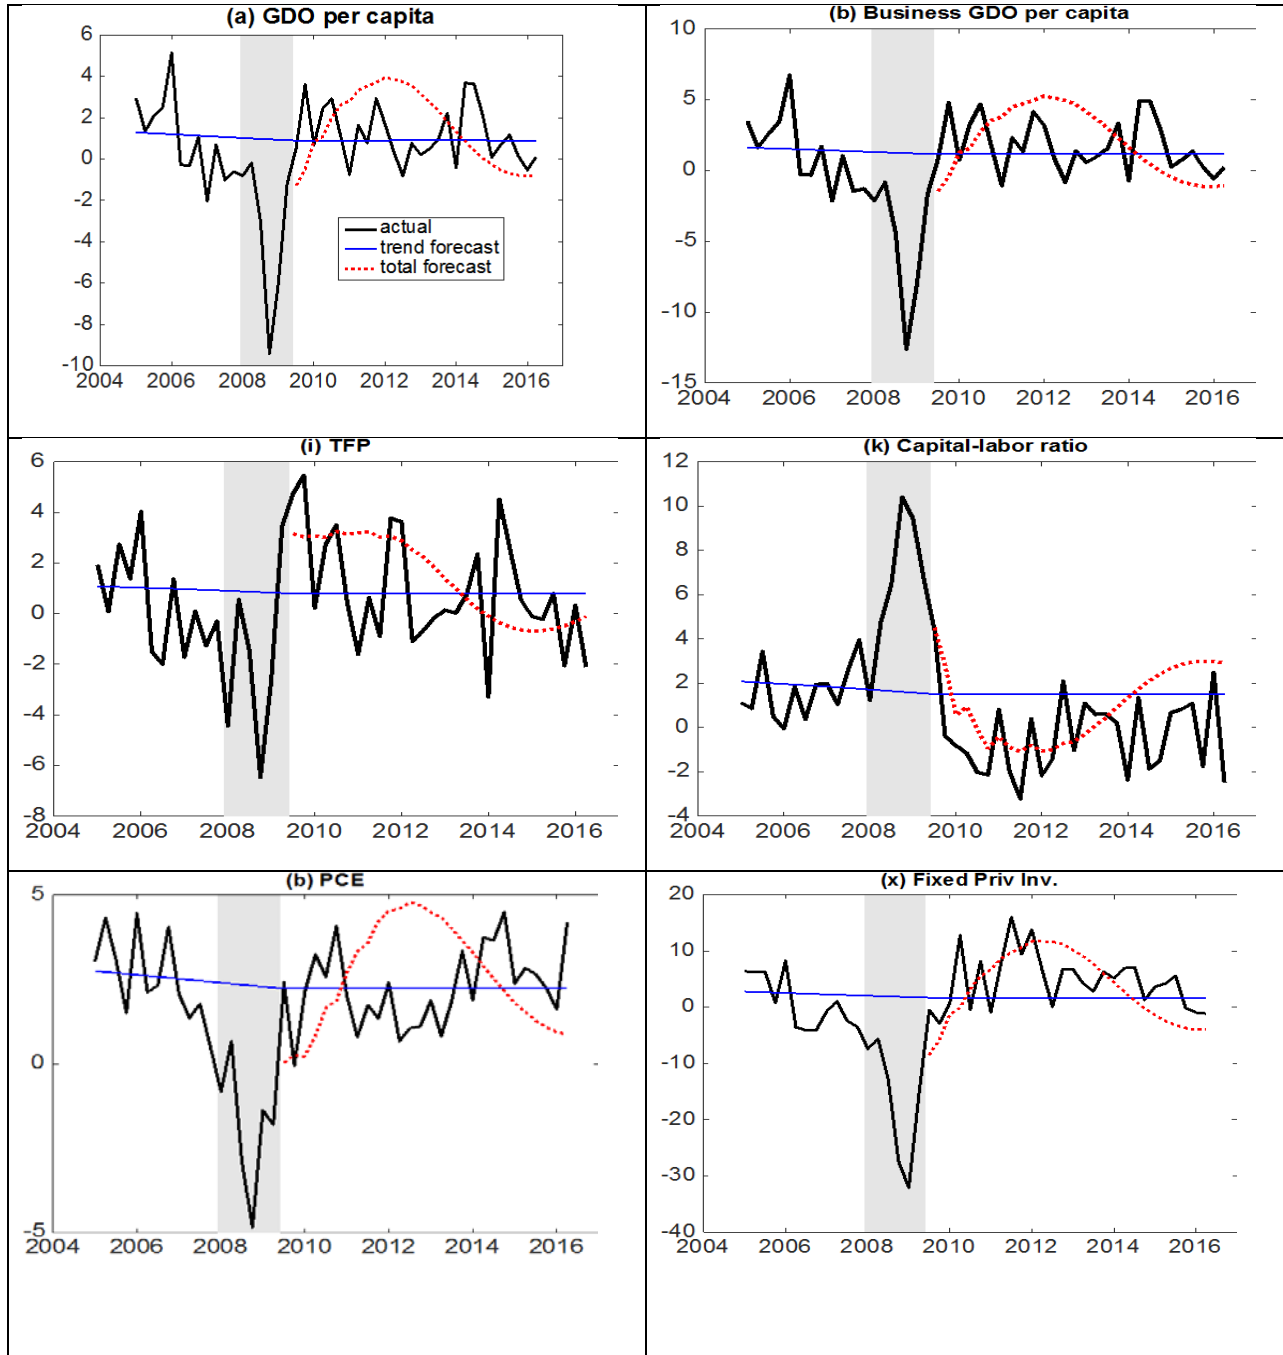 (a) GDO per capita
6
4
2
0
-2
-4
-6
-8
-10
2004 2006 2008 2010 2012 2014 2016
actual
trend forecast
total forecast
(b) Business GDO per capita
10
5
0
-5
-10
-15
2004 2006 2008 2010 2012 2014 2016
(i) TFP
6
4
2
0
-2
-4
-6
-8
2004 2006 2008 2010 2012 2014 2016
(k) Capital-labor ratio
12
10
8
6
4
2
0
-2
-4
2004 2006 2008 2010 2012 2014 2016
(b) PCE
5
0
-5
2004 2006 2008 2010 2012 2014 2016
(x) Fixed Priv Inv.
20
10
0
-10
-20
-30
-40
2004 2006 2008 2010 2012 2014 2016